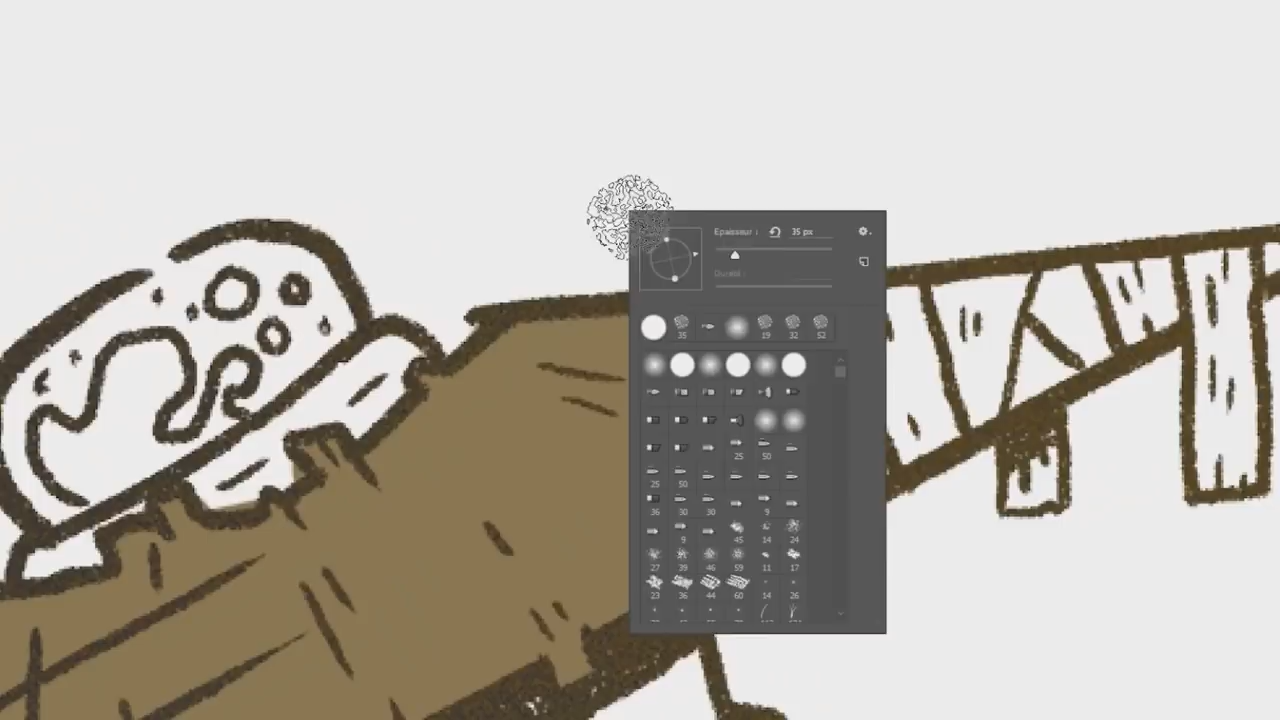 Epaisseur : 35 px
Dureté :
35 19 32 52
25 50
25 50
36 30 30 9
9 45 14 24
27 39 46 59 11 17
23 36 44 60 14 26